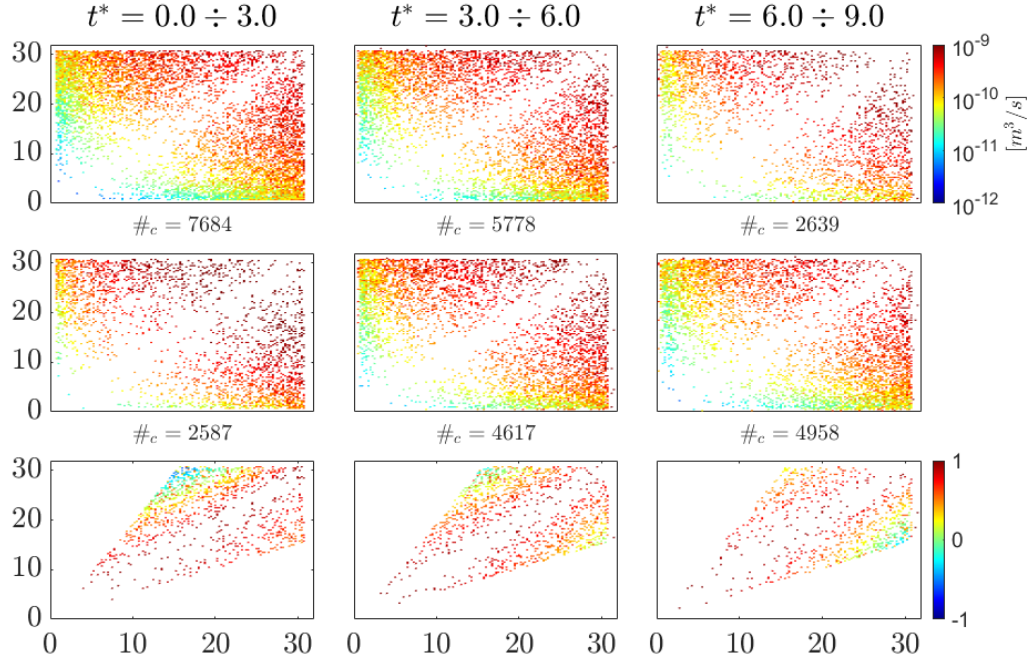 t* = 0.0 ÷ 3.0 t* = 3.0 ÷ 6.0 t* = 6.0 ÷ 9.0
30 10⁻⁹
20 10⁻¹⁰
10 10⁻¹¹
0 10⁻¹²
[m³/s]
#c = 7684 #c = 5778 #c = 2639
30
20
10
0
#c = 2587 #c = 4617 #c = 4958
30 1
20
10 0
0 -1
0 10 20 30 0 10 20 30 0 10 20 30